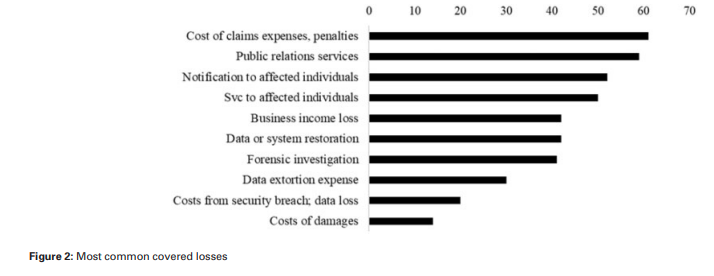 0 10 20 30 40 50 60 70
Cost of claims expenses, penalties
Public relations services
Notification to affected individuals
Svc to affected individuals
Business income loss
Data or system restoration
Forensic investigation
Data extortion expense
Costs from security breach; data loss
Costs of damages
Figure 2: Most common covered losses